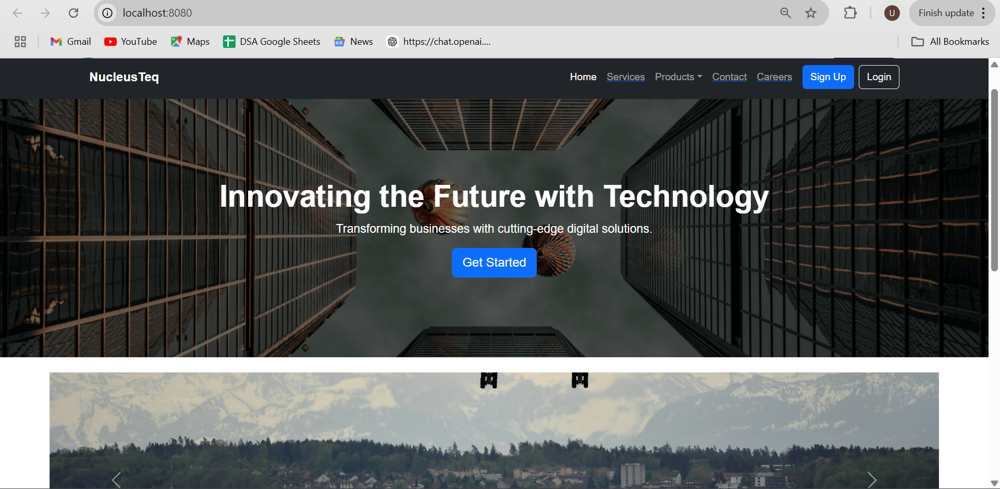 localhost:8080
U
Finish update
Gmail
YouTube
Maps
DSA Google Sheets
News
https://chat.openai....
All Bookmarks
NucleusTeq
Home
Services
Products
Contact
Careers
Sign Up
Login
Innovating the Future with Technology
Transforming businesses with cutting-edge digital solutions.
Get Started